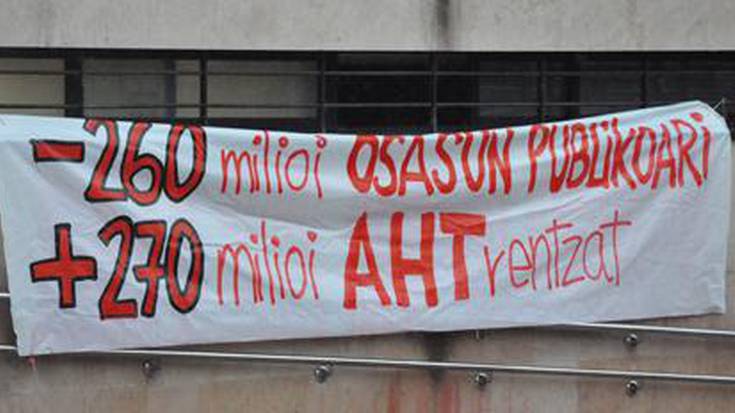 -260 milioi OSASUN PUBLIKOARi
+270 milioi AHTrentzat